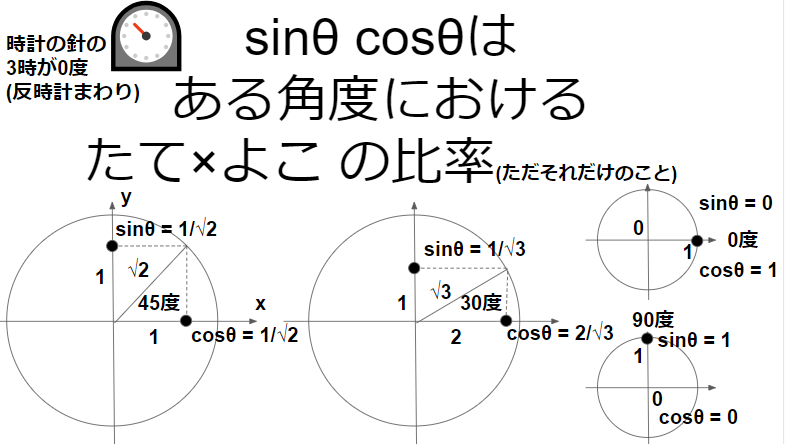 時計の針の
3時が0度
(反時計まわり)
sinθ cosθは
ある角度における
たて×よこ の比率(ただそれだけのこと)
y
sinθ = 1/√2
1
√2
45度
x
1
cosθ = 1/√2
sinθ = 1/√3
1
√3
30度
2
cosθ = 2/√3
sinθ = 0
0
0度
1
cosθ = 1
90度
sinθ = 1
1
0
cosθ = 0